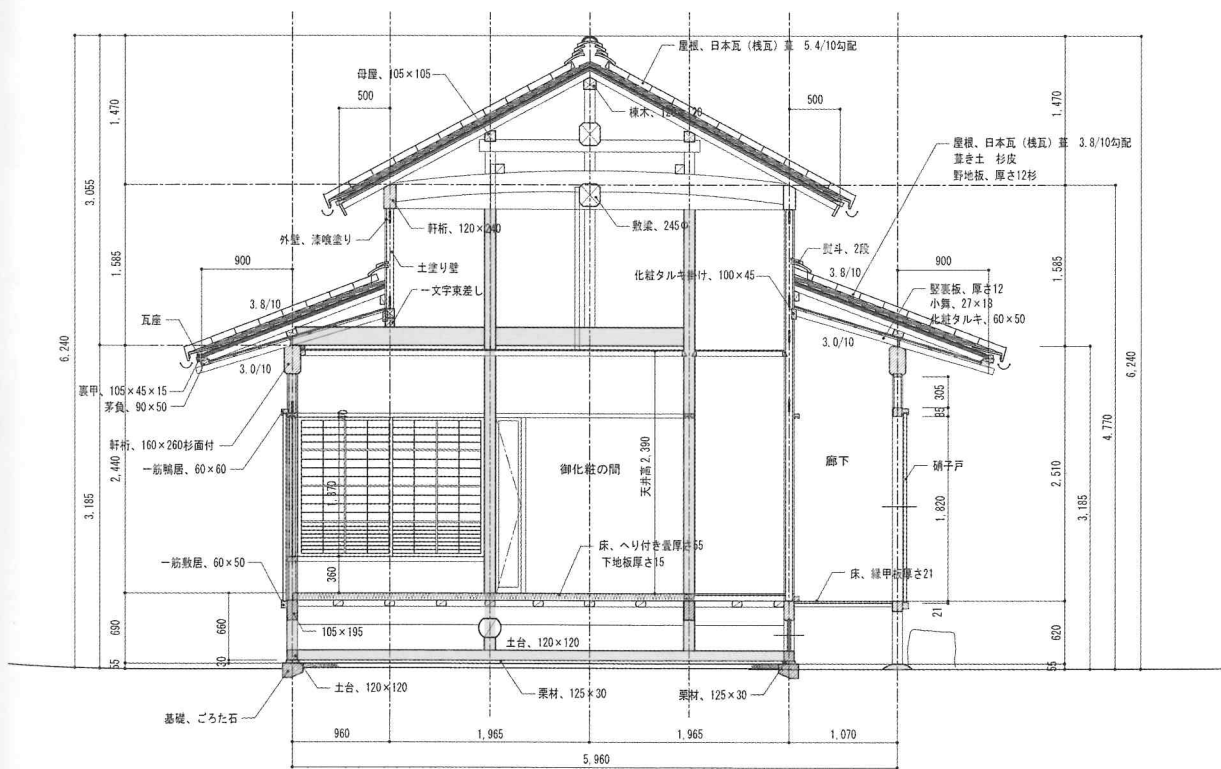 屋根、日本瓦（桟瓦）葺 5.4/10勾配
母屋、105×105
500
棟木、120×120
500
屋根、日本瓦（桟瓦）葺 3.8/10勾配
葺き土 杉皮
野地板、厚さ12杉
1,470
1,470
3,055
6,240
外壁、漆喰塗り
軒桁、120×240
敷梁、245Φ
熨斗、2段
土塗り壁
化粧タルキ掛け、100×45
900
3.8/10
900
1,585
1,585
一文字束差し
竪裏板、厚さ12
小舞、27×18
化粧タルキ、60×50
瓦座
3.8/10
3.0/10
3.0/10
6,240
4,770
裏甲、105×45×15
茅負、90×50
305
85
軒桁、160×260杉面付
一筋鴨居、60×60
2,440
3,185
天井高2,390
御化粧の間
廊下
硝子戸
1,820
2,510
3,185
床、へり付き畳厚さ55
下地板厚さ15
一筋敷居、60×50
360
床、縁甲板厚さ21
21
690
660
30
55
105×195
土台、120×120
620
55
土台、120×120
栗材、125×30
栗材、125×30
基礎、ごろた石
960
1,965
1,965
1,070
5,960